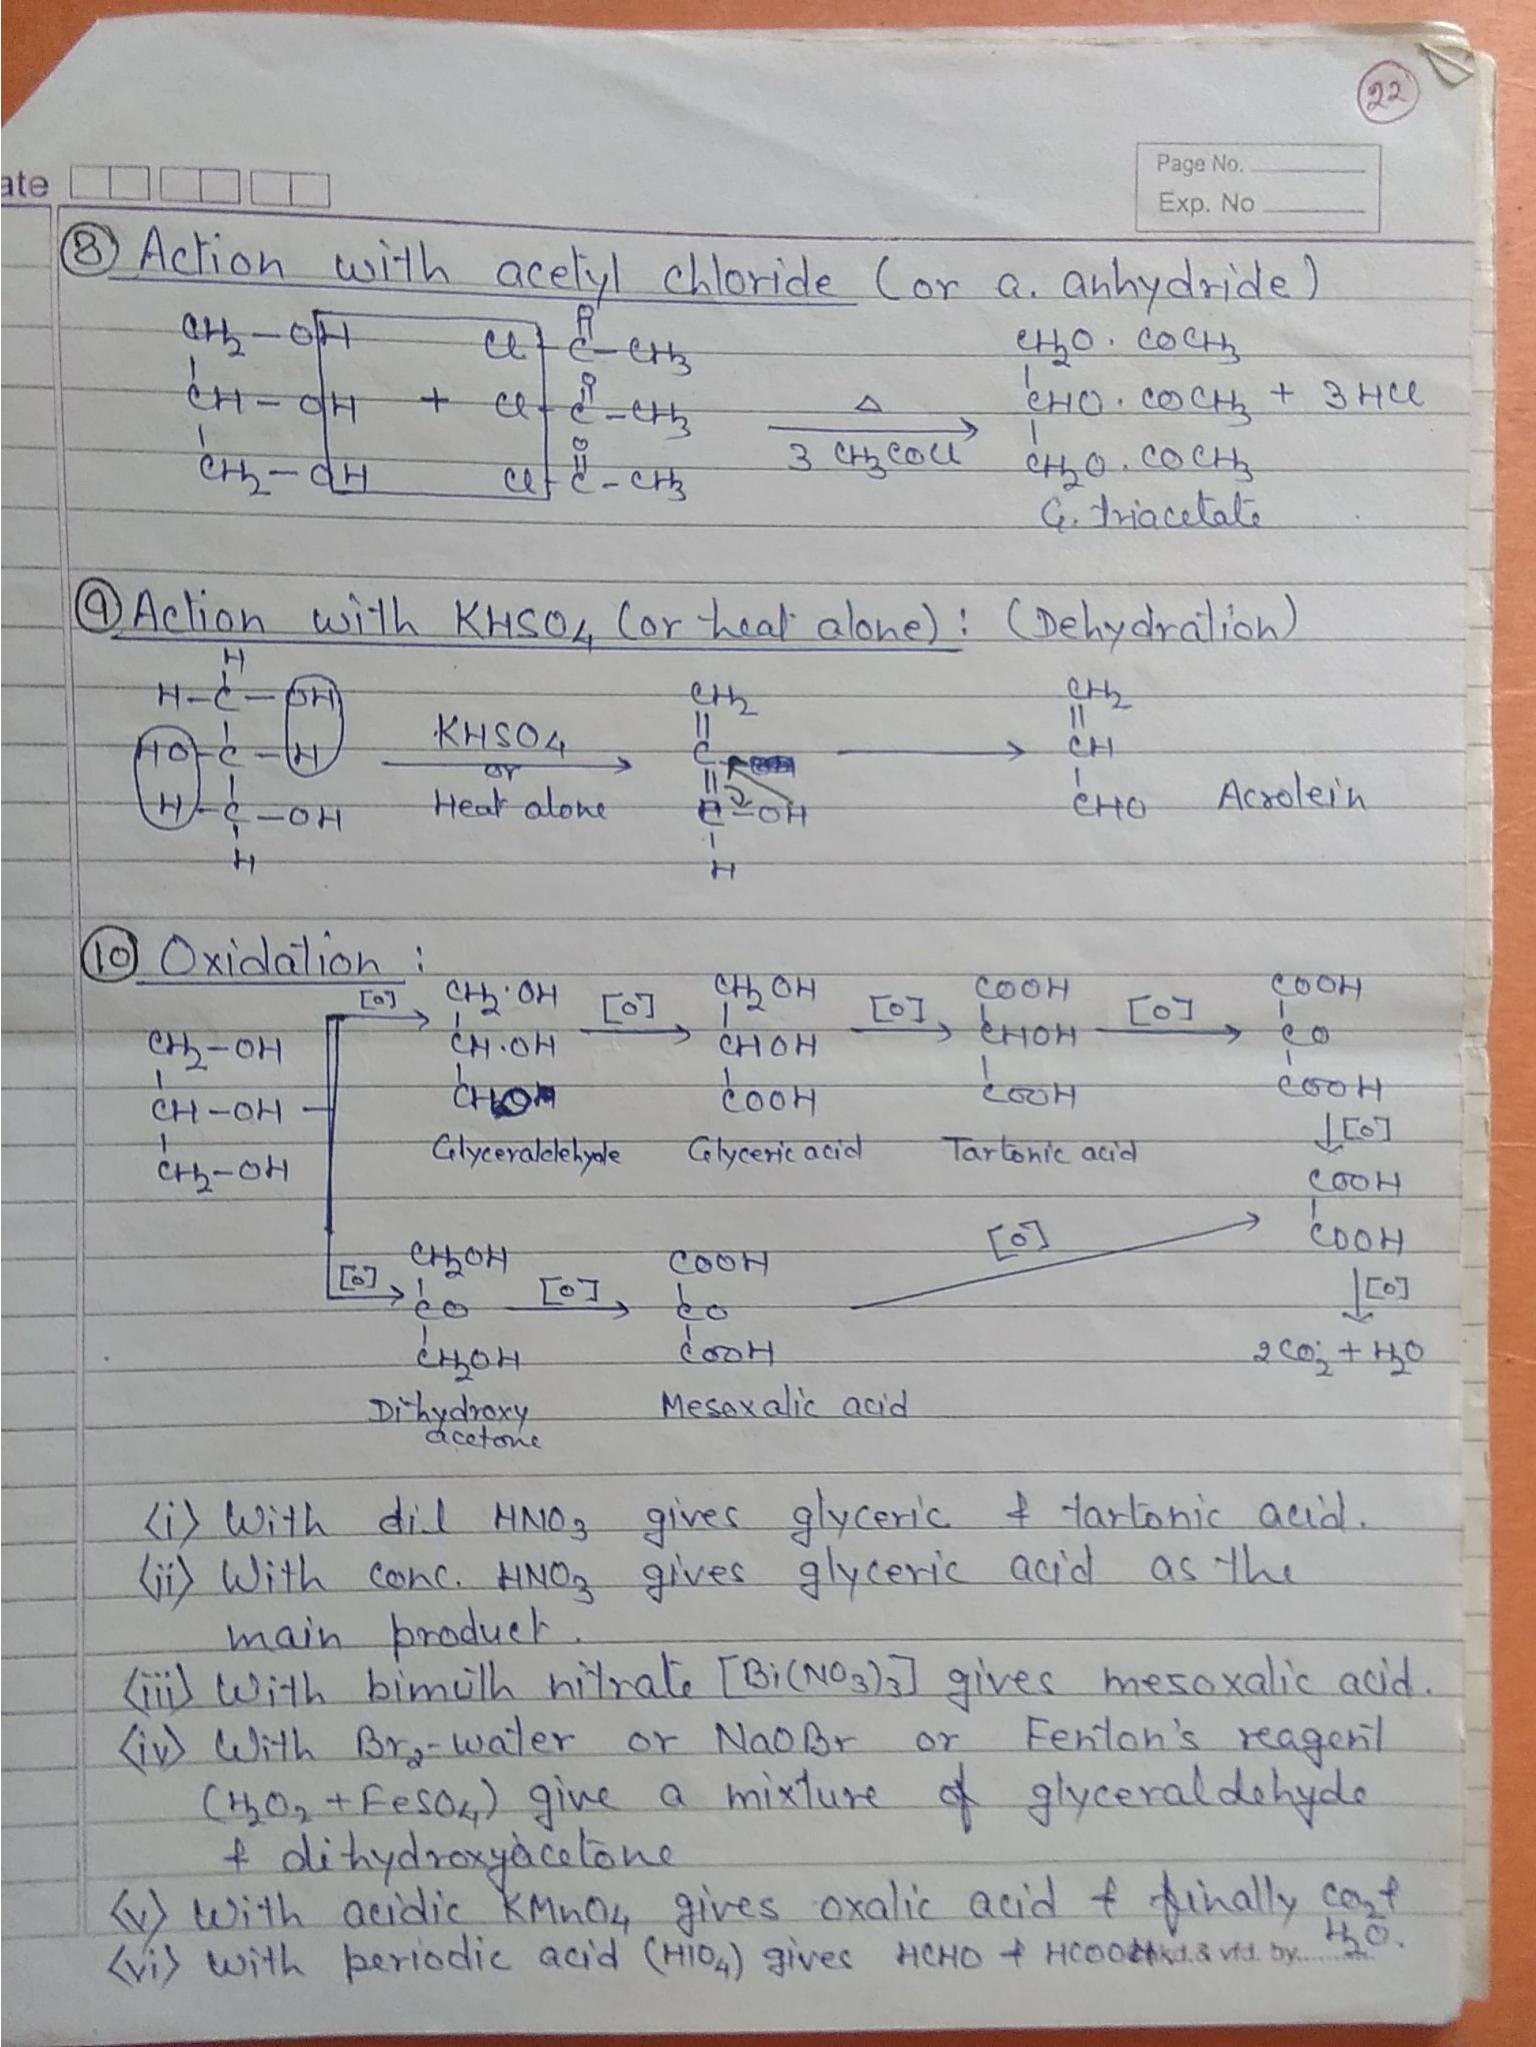 22
ate
Page No.
Exp. No
⑧ Action with acetyl chloride (or a. anhydride)
CH2-OH Cl-C(=O)-CH3 CH2O.COCH3
CH-OH + Cl-C(=O)-CH3 Δ CHO.COCH3 + 3HCl
CH2-OH Cl-C(=O)-CH3 3 CH3COCl CH2O.COCH3
G. triacetate
⑨ Action with KHSO4 (or heat alone): (Dehydration)
H
H-C-OH CH2 CH2
HO-C-H KHSO4 or C CH
H-C-OH Heat alone C-OH CHO Acrolein
H H
⑩ Oxidation:
[O] CH2.OH [O] CH2OH [O] COOH [O] COOH
CH2-OH CH.OH CHOH CHOH CO
CH-OH CHO COOH COOH COOH
CH2-OH Glyceraldehyde Glyceric acid Tartonic acid [O]
COOH
[O] COOH
CH2OH COOH
[O] CO [O] CO [O]
CH2OH COOH 2CO2 + H2O
Dihydroxy Mesoxalic acid
acetone
(i) With dil HNO3 gives glyceric & tartonic acid.
(ii) With conc. HNO3 gives glyceric acid as the
main product.
(iii) With bimuth nitrate [Bi(NO3)3] gives mesoxalic acid.
(iv) With Br2-water or NaOBr or Fenton's reagent
(H2O2 + FeSO4) give a mixture of glyceraldehyde
& dihydroxyacetone
(v) With acidic KMnO4 gives oxalic acid & finally CO2 &
H2O.
(vi) With periodic acid (HIO4) gives HCHO & HCOOH kd. & vfd. by